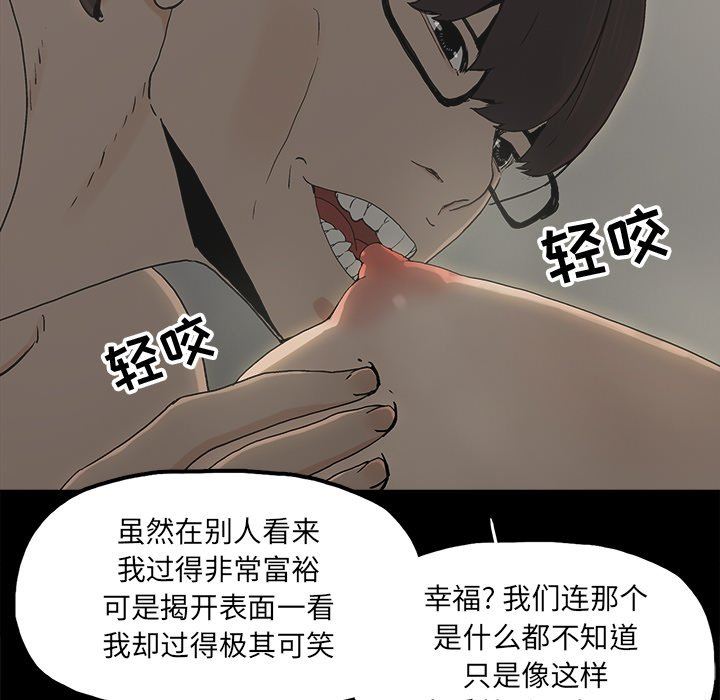 轻咬
轻咬
虽然在别人看来
我过得非常富裕
可是揭开表面一看
我却过得极其可笑
幸福? 我们连那个
是什么都不知道
只是像这样